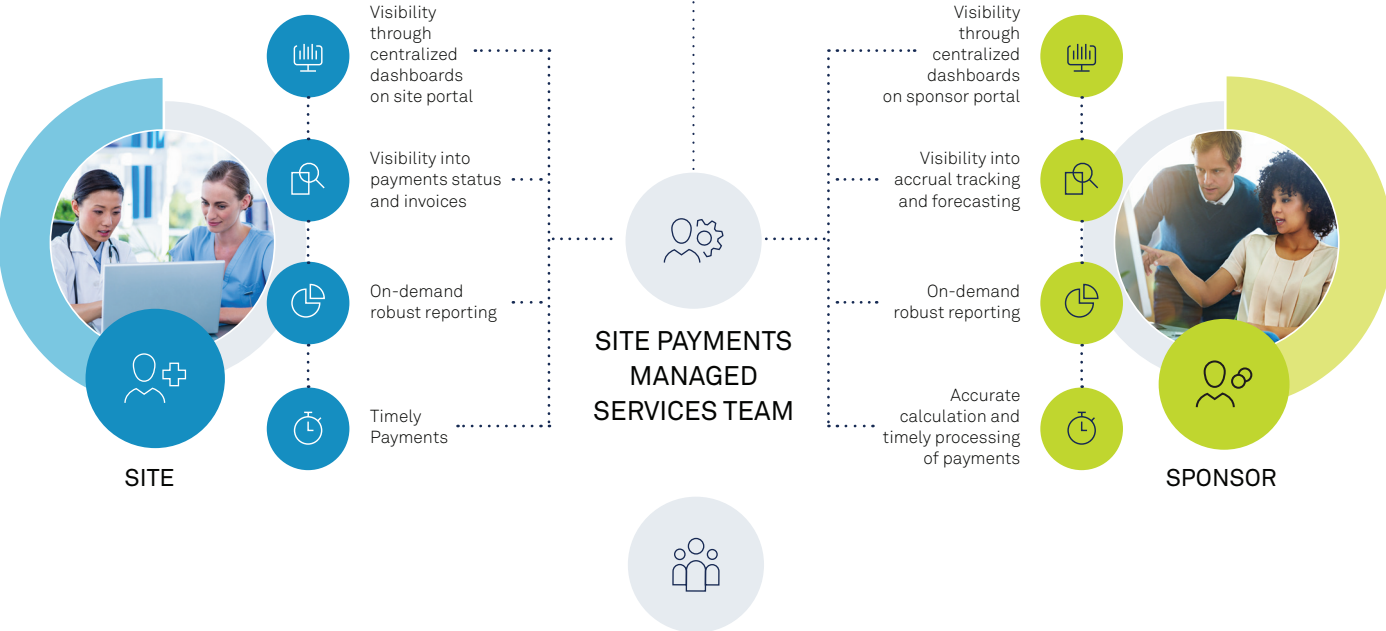 Visibility
through
centralized
dashboards
on site portal
Visibility into
payments status
and invoices
On-demand
robust reporting
Timely
Payments
SITE
SITE PAYMENTS
MANAGED
SERVICES TEAM
Visibility
through
centralized
dashboards
on sponsor portal
Visibility into
accrual tracking
and forecasting
On-demand
robust reporting
Accurate
calculation and
timely processing
of payments
SPONSOR